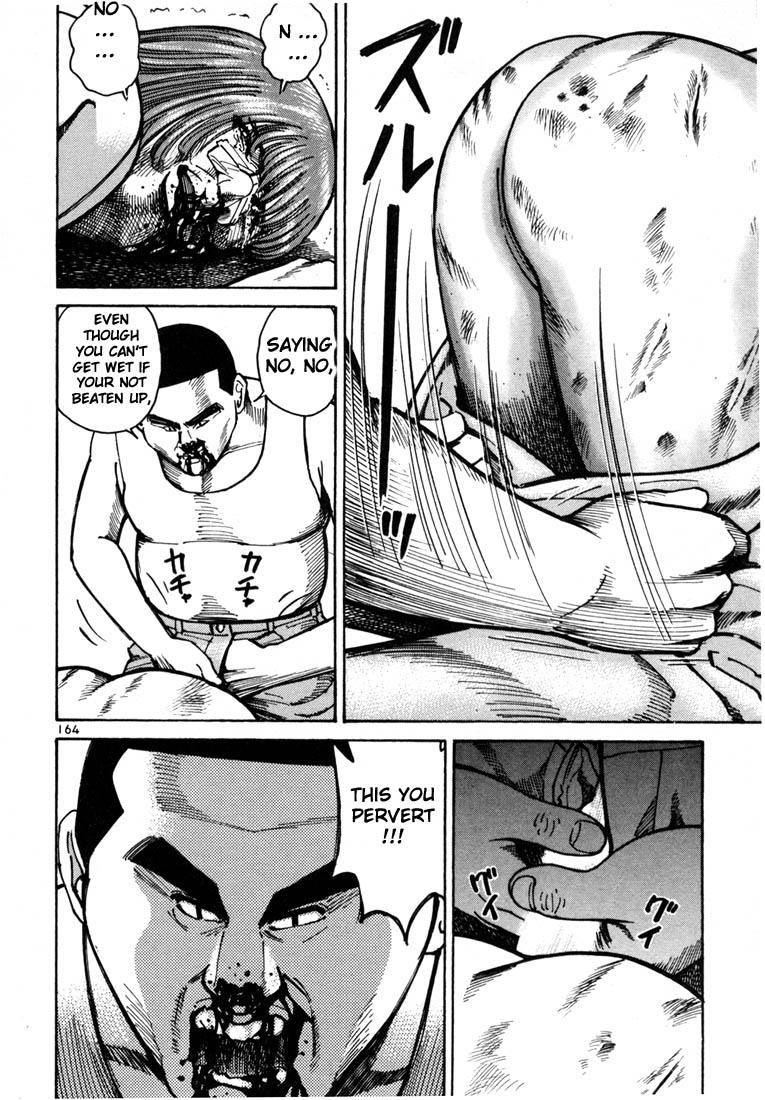 N ...
...
NO
...
...
ズルー
ッ
SAYING
NO, NO,
EVEN
THOUGH
YOU CAN'T
GET WET IF
YOUR NOT
BEATEN UP,
カチャ
カチャ
164
グイ
グイ
THIS YOU
PERVERT
!!!